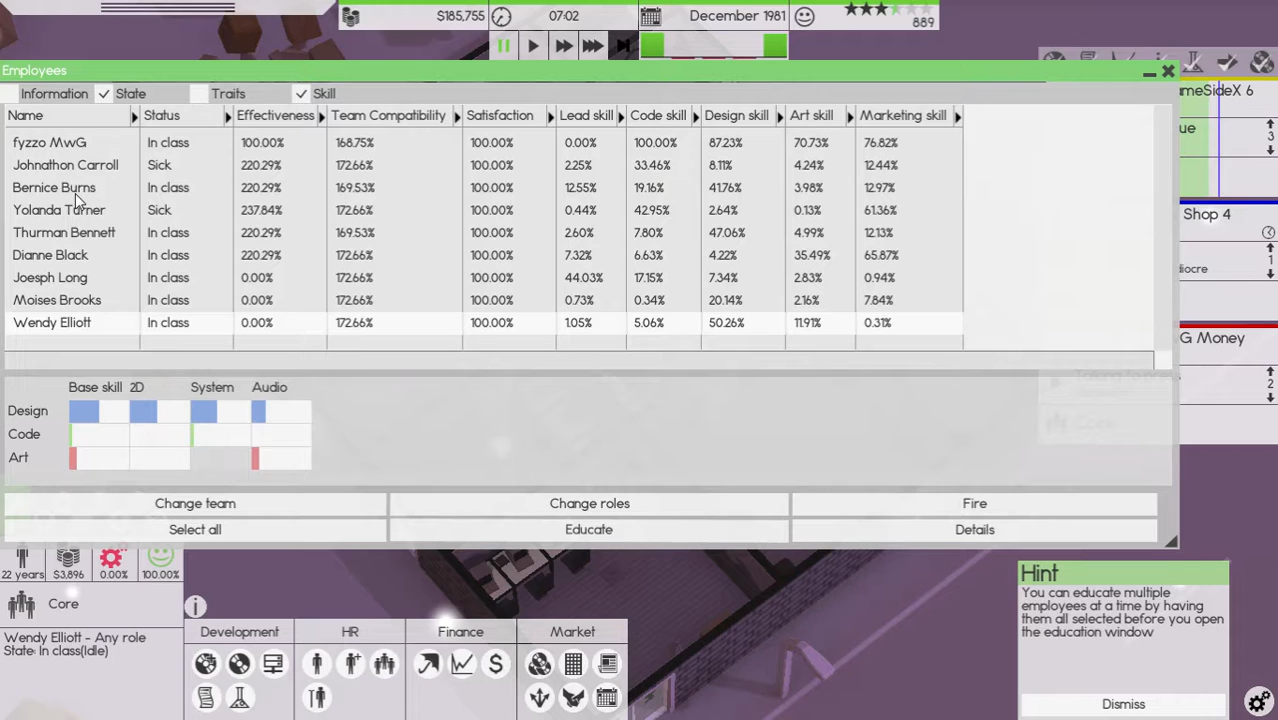 $185,755 07:02 December 1981 889
Employees
Information State Traits Skill
Name Status Effectiveness Team Compatibility Satisfaction Lead skill Code skill Design skill Art skill Marketing skill
fyzzo MwG In class 100.00% 168.75% 100.00% 0.00% 100.00% 87.23% 70.73% 76.82%
Johnathon Carroll Sick 220.29% 172.66% 100.00% 2.25% 33.46% 8.11% 4.24% 12.44%
Bernice Burns In class 220.29% 169.53% 100.00% 12.55% 19.16% 41.76% 3.98% 12.97%
Yolanda Turner Sick 237.84% 172.66% 100.00% 0.44% 42.95% 2.64% 0.13% 61.36%
Thurman Bennett In class 220.29% 169.53% 100.00% 2.60% 7.80% 47.06% 4.99% 12.13%
Dianne Black In class 220.29% 172.66% 100.00% 7.32% 6.63% 4.22% 35.49% 65.87%
Joesph Long In class 0.00% 172.66% 100.00% 44.03% 17.15% 7.34% 2.83% 0.94%
Moises Brooks In class 0.00% 172.66% 100.00% 0.73% 0.34% 20.14% 2.16% 7.84%
Wendy Elliott In class 0.00% 172.66% 100.00% 1.05% 5.06% 50.26% 11.91% 0.31%
Base skill 2D System Audio
Design
Code
Art
Change team Change roles Fire
Select all Educate Details
ameSideX 6
ue
3
Shop 4
1
diocre
G Money
2
22 years $3,896 0.00% 100.00%
Core
Wendy Elliott - Any role
State: In class(Idle)
Development HR Finance Market
Hint
You can educate multiple
employees at a time by having
them all selected before you open
the education window
Dismiss